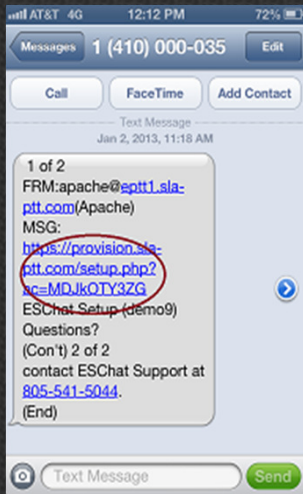 AT&T 4G 12:12 PM 72%
Messages 1 (410) 000-035 Edit
Call FaceTime Add Contact
Text Message
Jan 2, 2013, 11:18 AM
1 of 2
FRM:apache@eptt1.sla-
ptt.com(Apache)
MSG:
https://provision.sla-
ptt.com/setup.php?
ac=MDJkOTY3ZG
ESChat Setup (demo9)
Questions?
(Con't) 2 of 2
contact ESChat Support at
805-541-5044.
(End)
Text Message Send